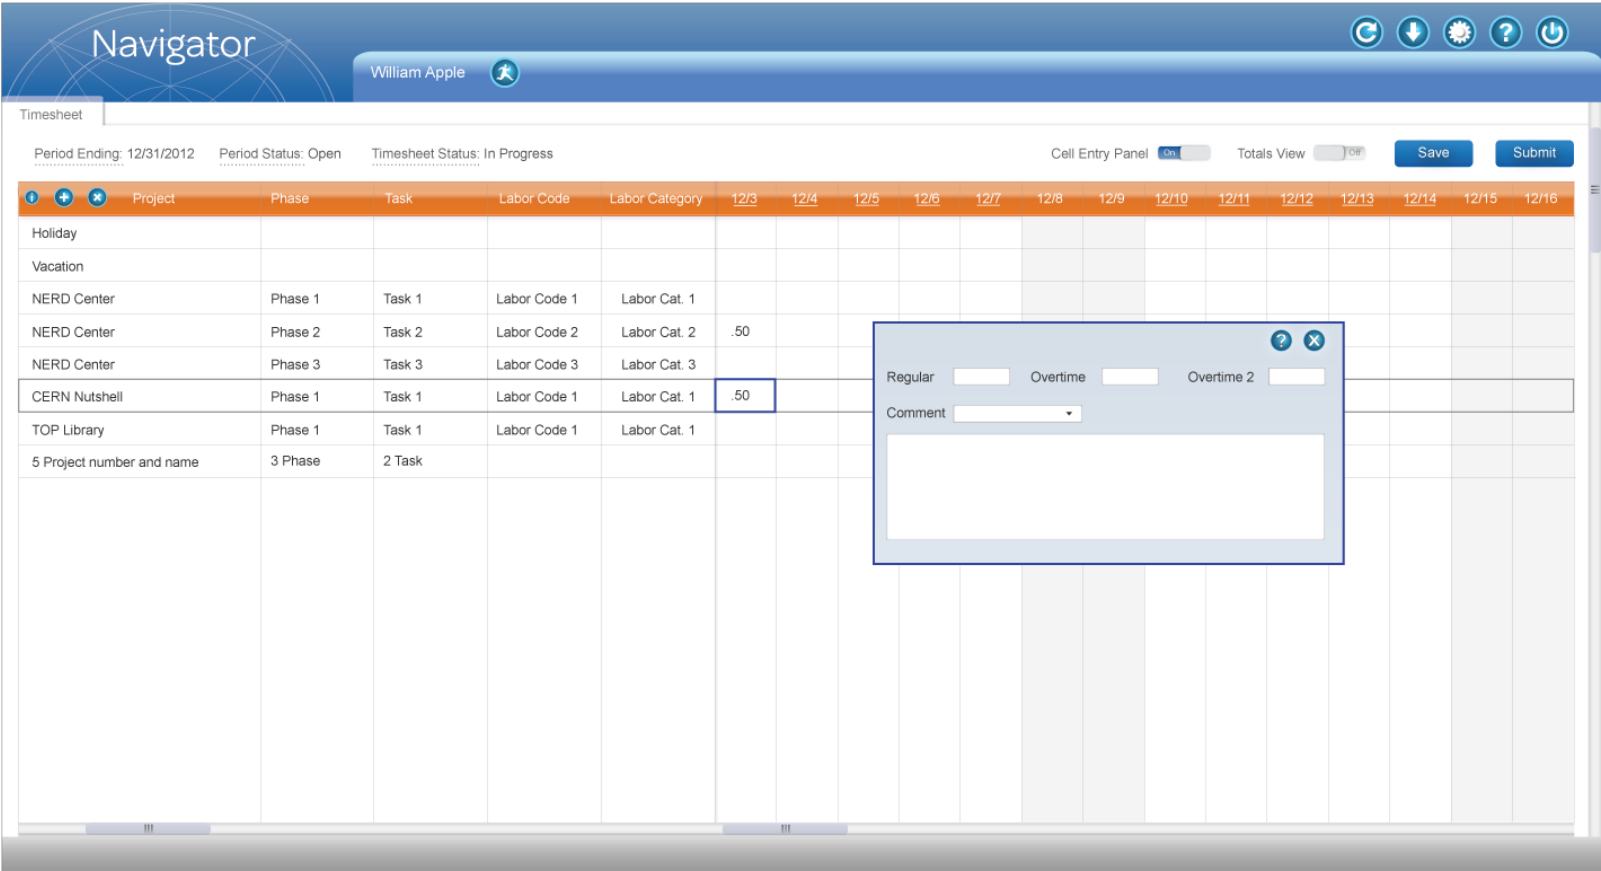 Navigator
William Apple
Timesheet
Period Ending: 12/31/2012 Period Status: Open Timesheet Status: In Progress Cell Entry Panel On Totals View Off Save Submit
Project Phase Task Labor Code Labor Category 12/3 12/4 12/5 12/6 12/7 12/8 12/9 12/10 12/11 12/12 12/13 12/14 12/15 12/16
Holiday
Vacation
NERD Center Phase 1 Task 1 Labor Code 1 Labor Cat. 1
NERD Center Phase 2 Task 2 Labor Code 2 Labor Cat. 2 .50
NERD Center Phase 3 Task 3 Labor Code 3 Labor Cat. 3
CERN Nutshell Phase 1 Task 1 Labor Code 1 Labor Cat. 1 .50
TOP Library Phase 1 Task 1 Labor Code 1 Labor Cat. 1
5 Project number and name 3 Phase 2 Task
Regular Overtime Overtime 2
Comment